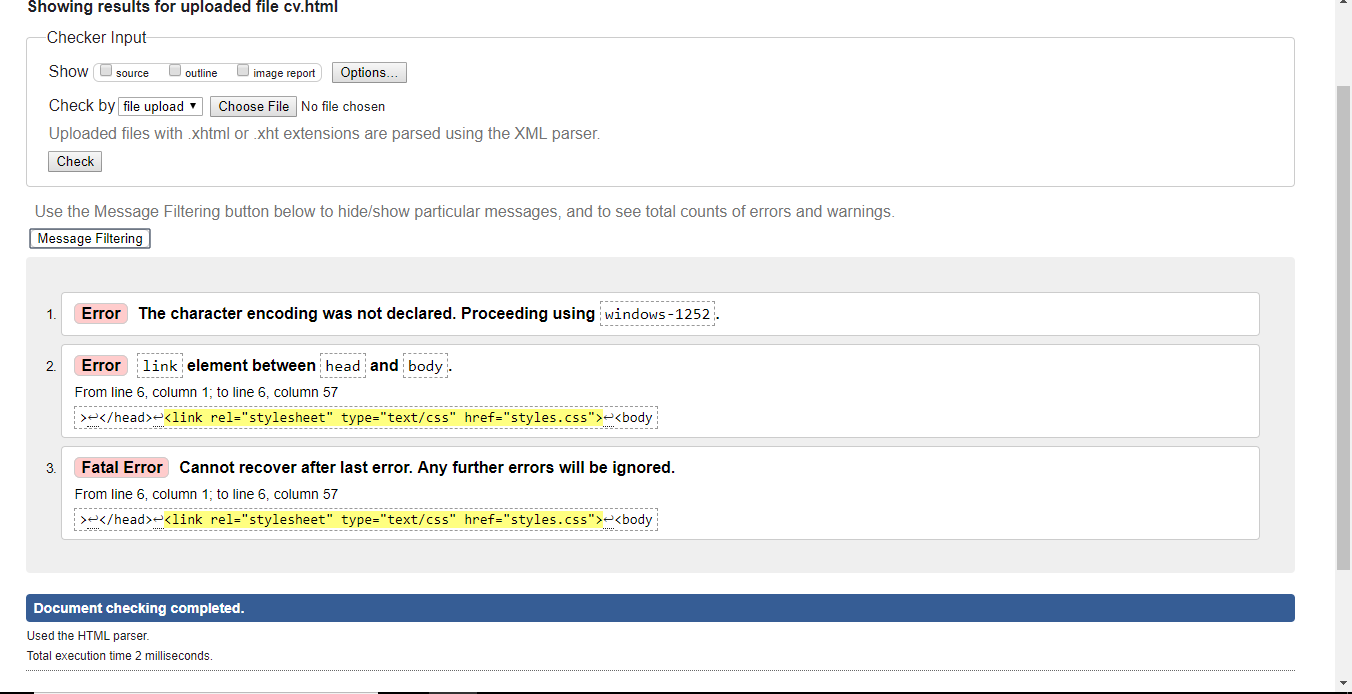 Showing results for uploaded file cv.html
Checker Input
Show source outline image report Options...
Check by file upload ▼ Choose File No file chosen
Uploaded files with .xhtml or .xht extensions are parsed using the XML parser.
Check
Use the Message Filtering button below to hide/show particular messages, and to see total counts of errors and warnings.
Message Filtering
1. Error The character encoding was not declared. Proceeding using windows-1252.
2. Error link element between head and body.
From line 6, column 1; to line 6, column 57
>↩</head>↩<link rel="stylesheet" type="text/css" href="styles.css">↩<body
3. Fatal Error Cannot recover after last error. Any further errors will be ignored.
From line 6, column 1; to line 6, column 57
>↩</head>↩<link rel="stylesheet" type="text/css" href="styles.css">↩<body
Document checking completed.
Used the HTML parser.
Total execution time 2 milliseconds.